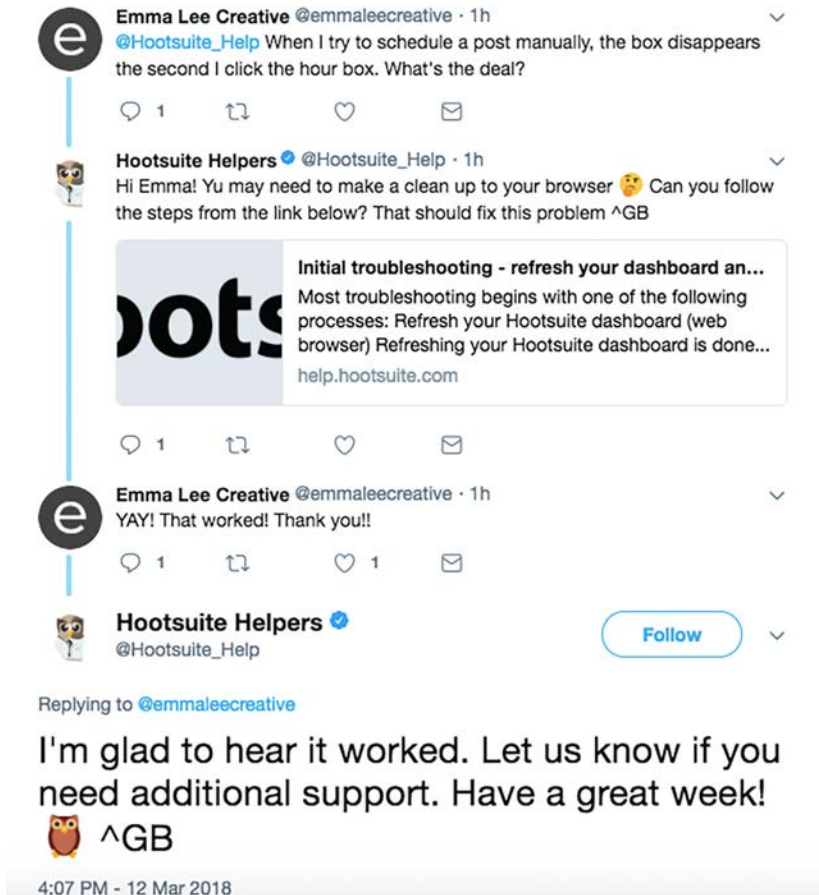 e
Emma Lee Creative @emmaleecreative · 1h
@Hootsuite_Help When I try to schedule a post manually, the box disappears
the second I click the hour box. What's the deal?
1
Hootsuite Helpers @Hootsuite_Help · 1h
Hi Emma! Yu may need to make a clean up to your browser 🤔 Can you follow
the steps from the link below? That should fix this problem ^GB
oots
Initial troubleshooting - refresh your dashboard an...
Most troubleshooting begins with one of the following
processes: Refresh your Hootsuite dashboard (web
browser) Refreshing your Hootsuite dashboard is done...
help.hootsuite.com
1
e
Emma Lee Creative @emmaleecreative · 1h
YAY! That worked! Thank you!!
1 1
Hootsuite Helpers
@Hootsuite_Help
Follow
Replying to @emmaleecreative
I'm glad to hear it worked. Let us know if you
need additional support. Have a great week!
🦉 ^GB
4:07 PM - 12 Mar 2018